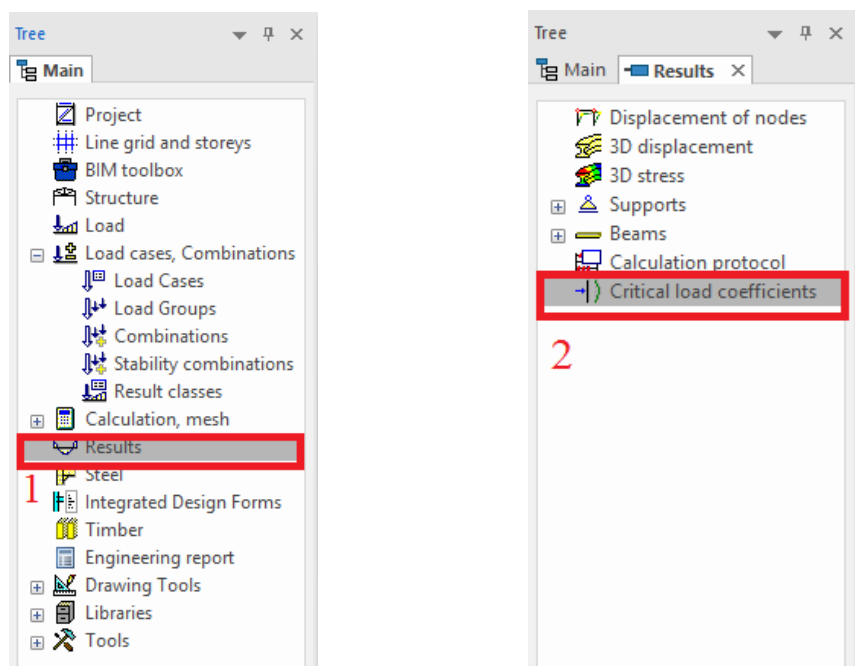 Tree
Main
Project
Line grid and storeys
BIM toolbox
Structure
Load
Load cases, Combinations
Load Cases
Load Groups
Combinations
Stability combinations
Result classes
Calculation, mesh
Results
Steel
1
Integrated Design Forms
Timber
Engineering report
Drawing Tools
Libraries
Tools
Tree
Main Results
Displacement of nodes
3D displacement
3D stress
Supports
Beams
Calculation protocol
Critical load coefficients
2